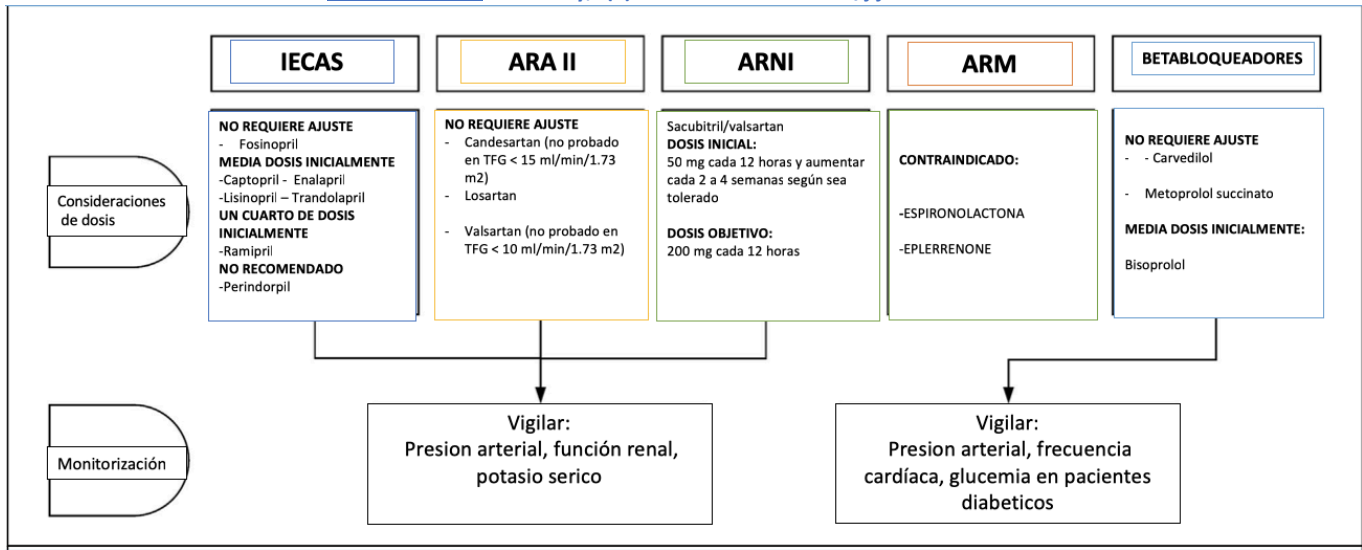 IECAS
ARA II
ARNI
ARM
BETABLOQUEADORES
Consideraciones
de dosis
NO REQUIERE AJUSTE
- Fosinopril
MEDIA DOSIS INICIALMENTE
-Captopril - Enalapril
-Lisinopril – Trandolapril
UN CUARTO DE DOSIS
INICIALMENTE
-Ramipril
NO RECOMENDADO
-Perindorpil
NO REQUIERE AJUSTE
- Candesartan (no probado
en TFG < 15 ml/min/1.73
m2)
- Losartan
- Valsartan (no probado en
TFG < 10 ml/min/1.73 m2)
Sacubitril/valsartan
DOSIS INICIAL:
50 mg cada 12 horas y aumentar
cada 2 a 4 semanas según sea
tolerado
DOSIS OBJETIVO:
200 mg cada 12 horas
CONTRAINDICADO:
-ESPIRONOLACTONA
-EPLERRENONE
NO REQUIERE AJUSTE
- - Carvedilol
- Metoprolol succinato
MEDIA DOSIS INICIALMENTE:
Bisoprolol
Monitorización
Vigilar:
Presion arterial, función renal,
potasio serico
Vigilar:
Presion arterial, frecuencia
cardíaca, glucemia en pacientes
diabeticos